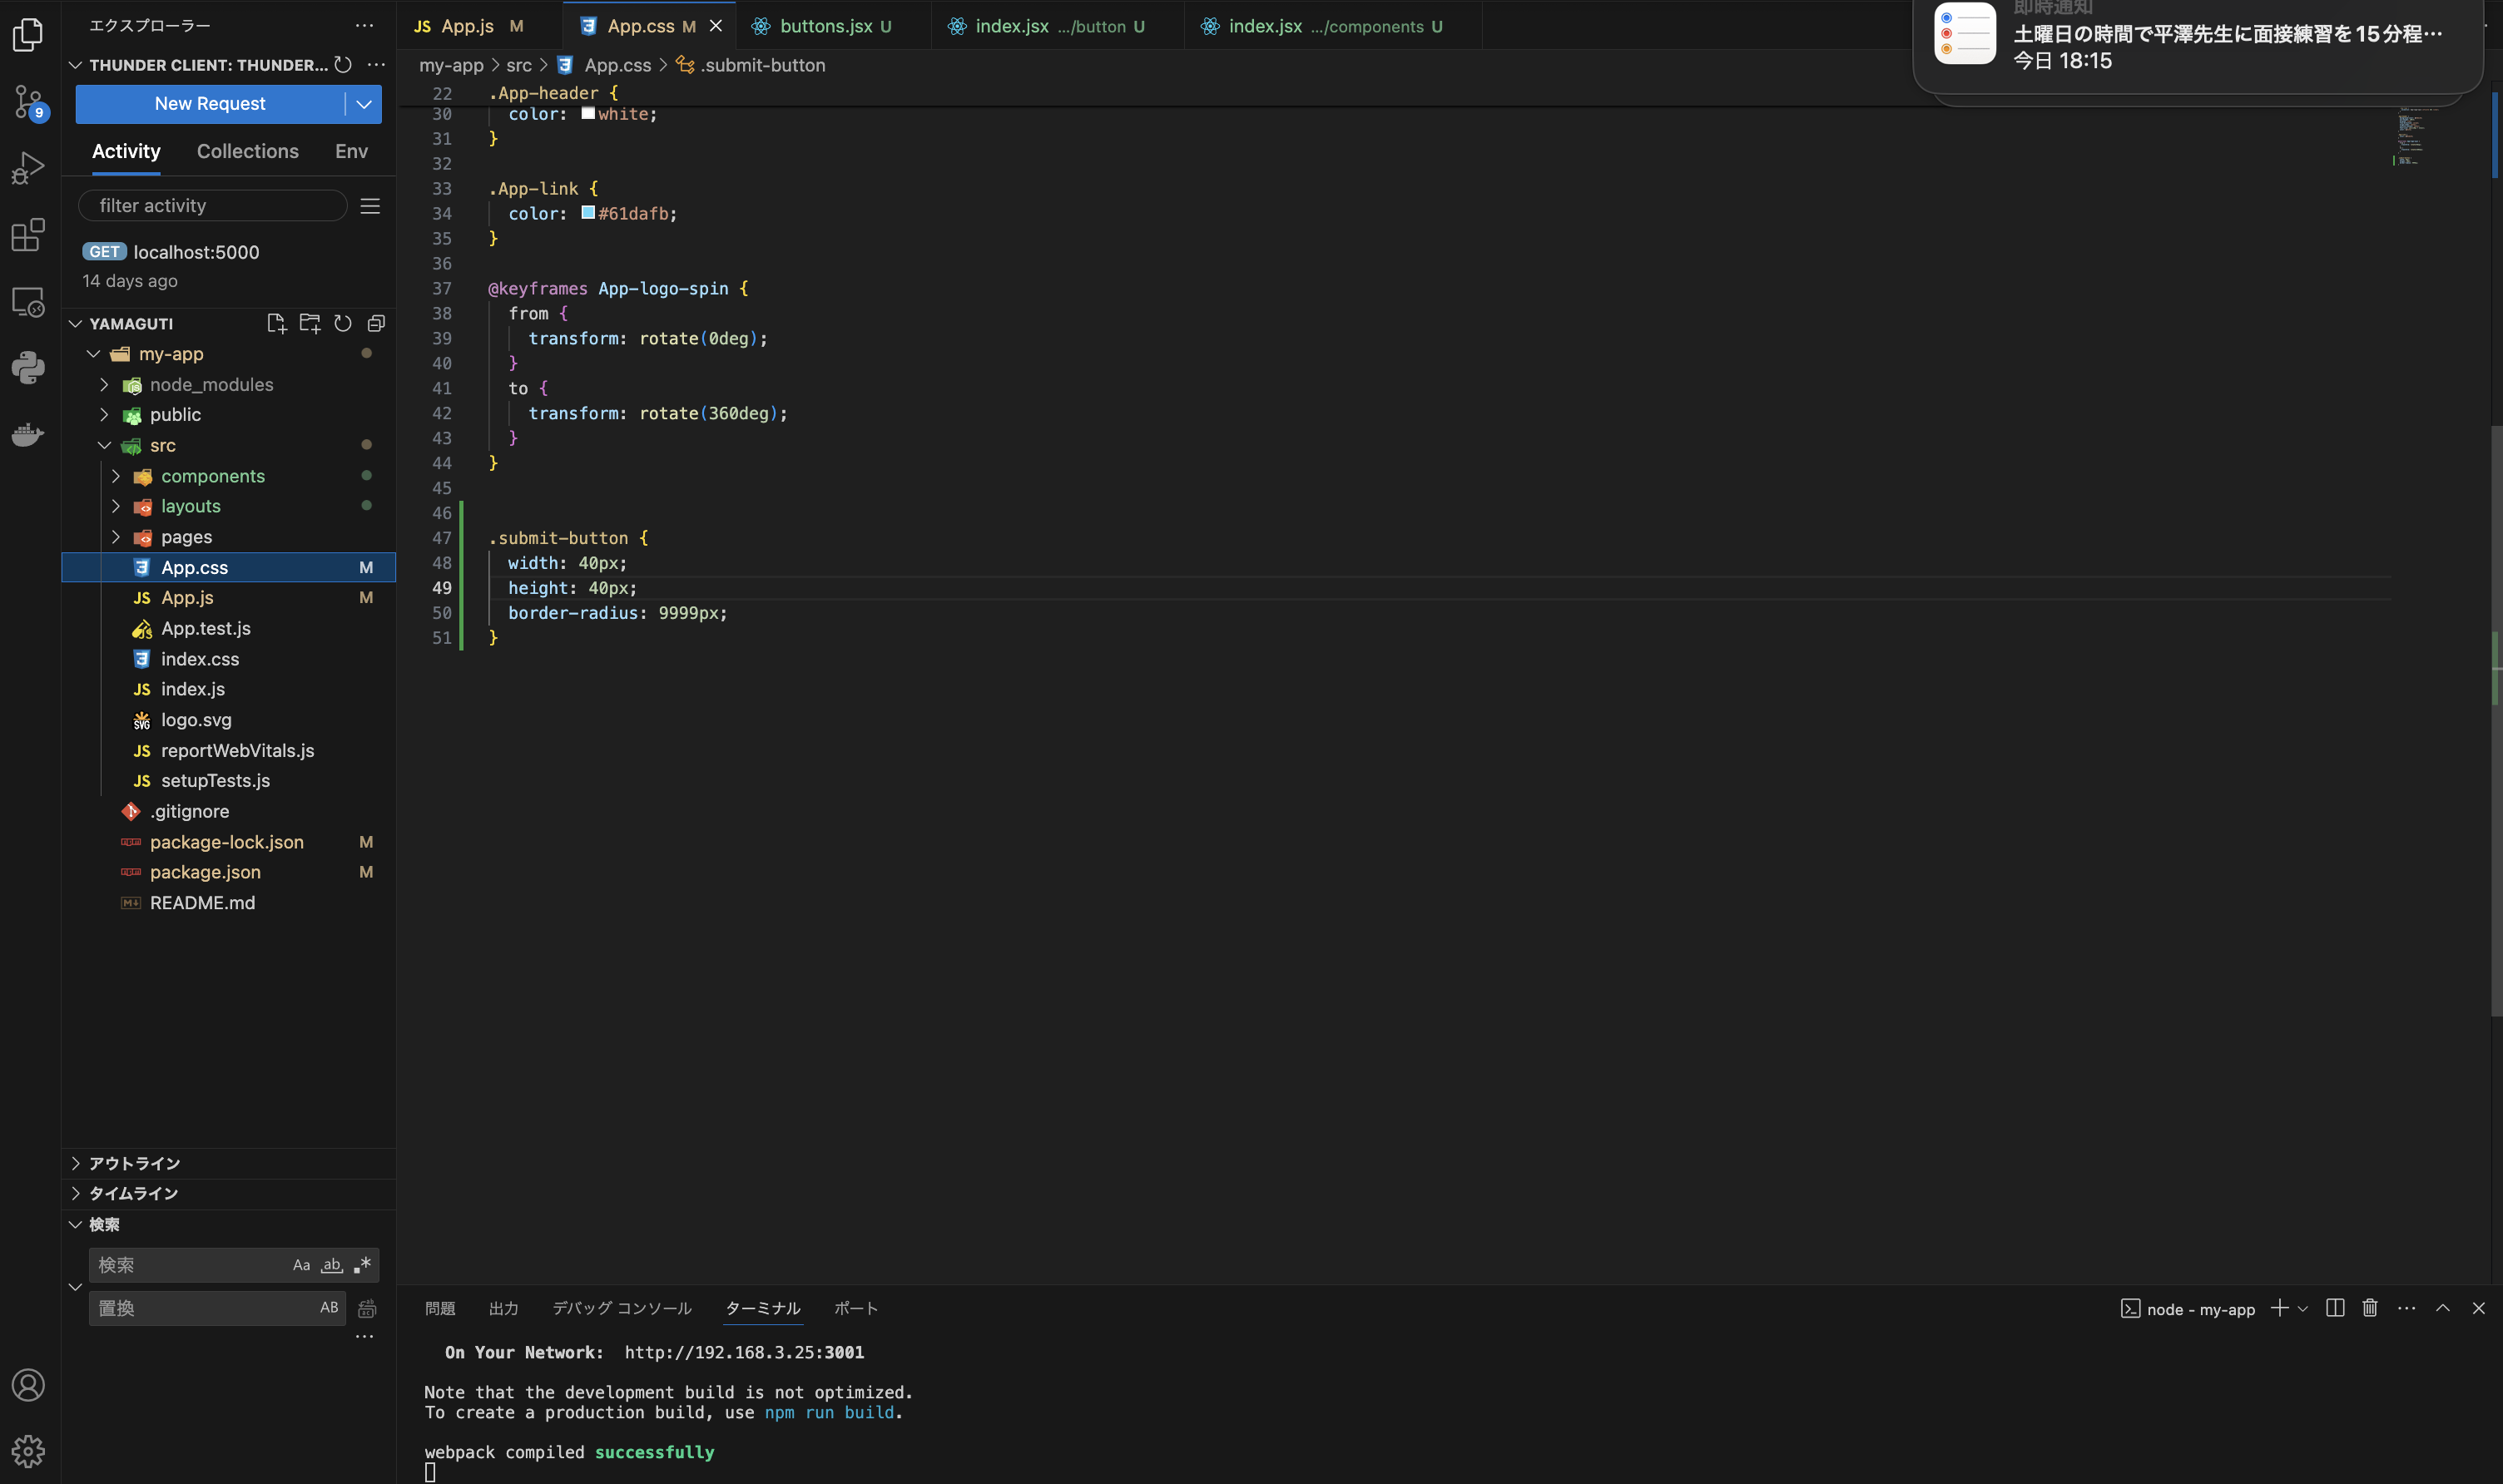 エクスプローラー
THUNDER CLIENT: THUNDER...
New Request
Activity Collections Env
filter activity
GET localhost:5000
14 days ago
YAMAGUTI
my-app
node_modules
public
src
components
layouts
pages
App.css M
App.js M
App.test.js
index.css
index.js
logo.svg
reportWebVitals.js
setupTests.js
.gitignore
package-lock.json M
package.json M
README.md
アウトライン
タイムライン
検索
検索 Aa ab .*
置換 AB
9
JS App.js M
App.css M
buttons.jsx U
index.jsx .../button U
index.jsx .../components U
my-app > src > App.css > .submit-button
22 .App-header {
30 color: white;
31 }
32
33 .App-link {
34 color: #61dafb;
35 }
36
37 @keyframes App-logo-spin {
38 from {
39 transform: rotate(0deg);
40 }
41 to {
42 transform: rotate(360deg);
43 }
44 }
45
46
47 .submit-button {
48 width: 40px;
49 height: 40px;
50 border-radius: 9999px;
51 }
即時通知
土曜日の時間で平澤先生に面接練習を15分程…
今日 18:15
問題 出力 デバッグ コンソール ターミナル ポート
node - my-app
On Your Network: http://192.168.3.25:3001
Note that the development build is not optimized.
To create a production build, use npm run build.
webpack compiled successfully